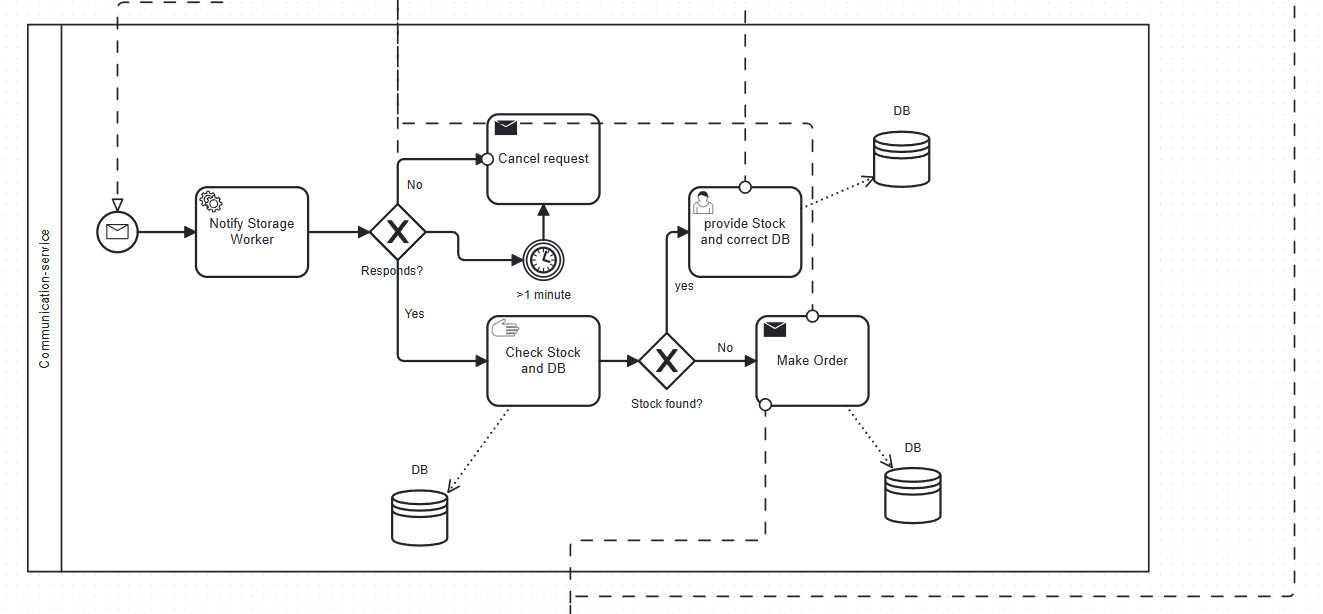 Communication-service
Notify Storage
Worker
Responds?
No
Cancel request
>1 minute
Yes
Check Stock
and DB
DB
Stock found?
yes
provide Stock
and correct DB
DB
No
Make Order
DB